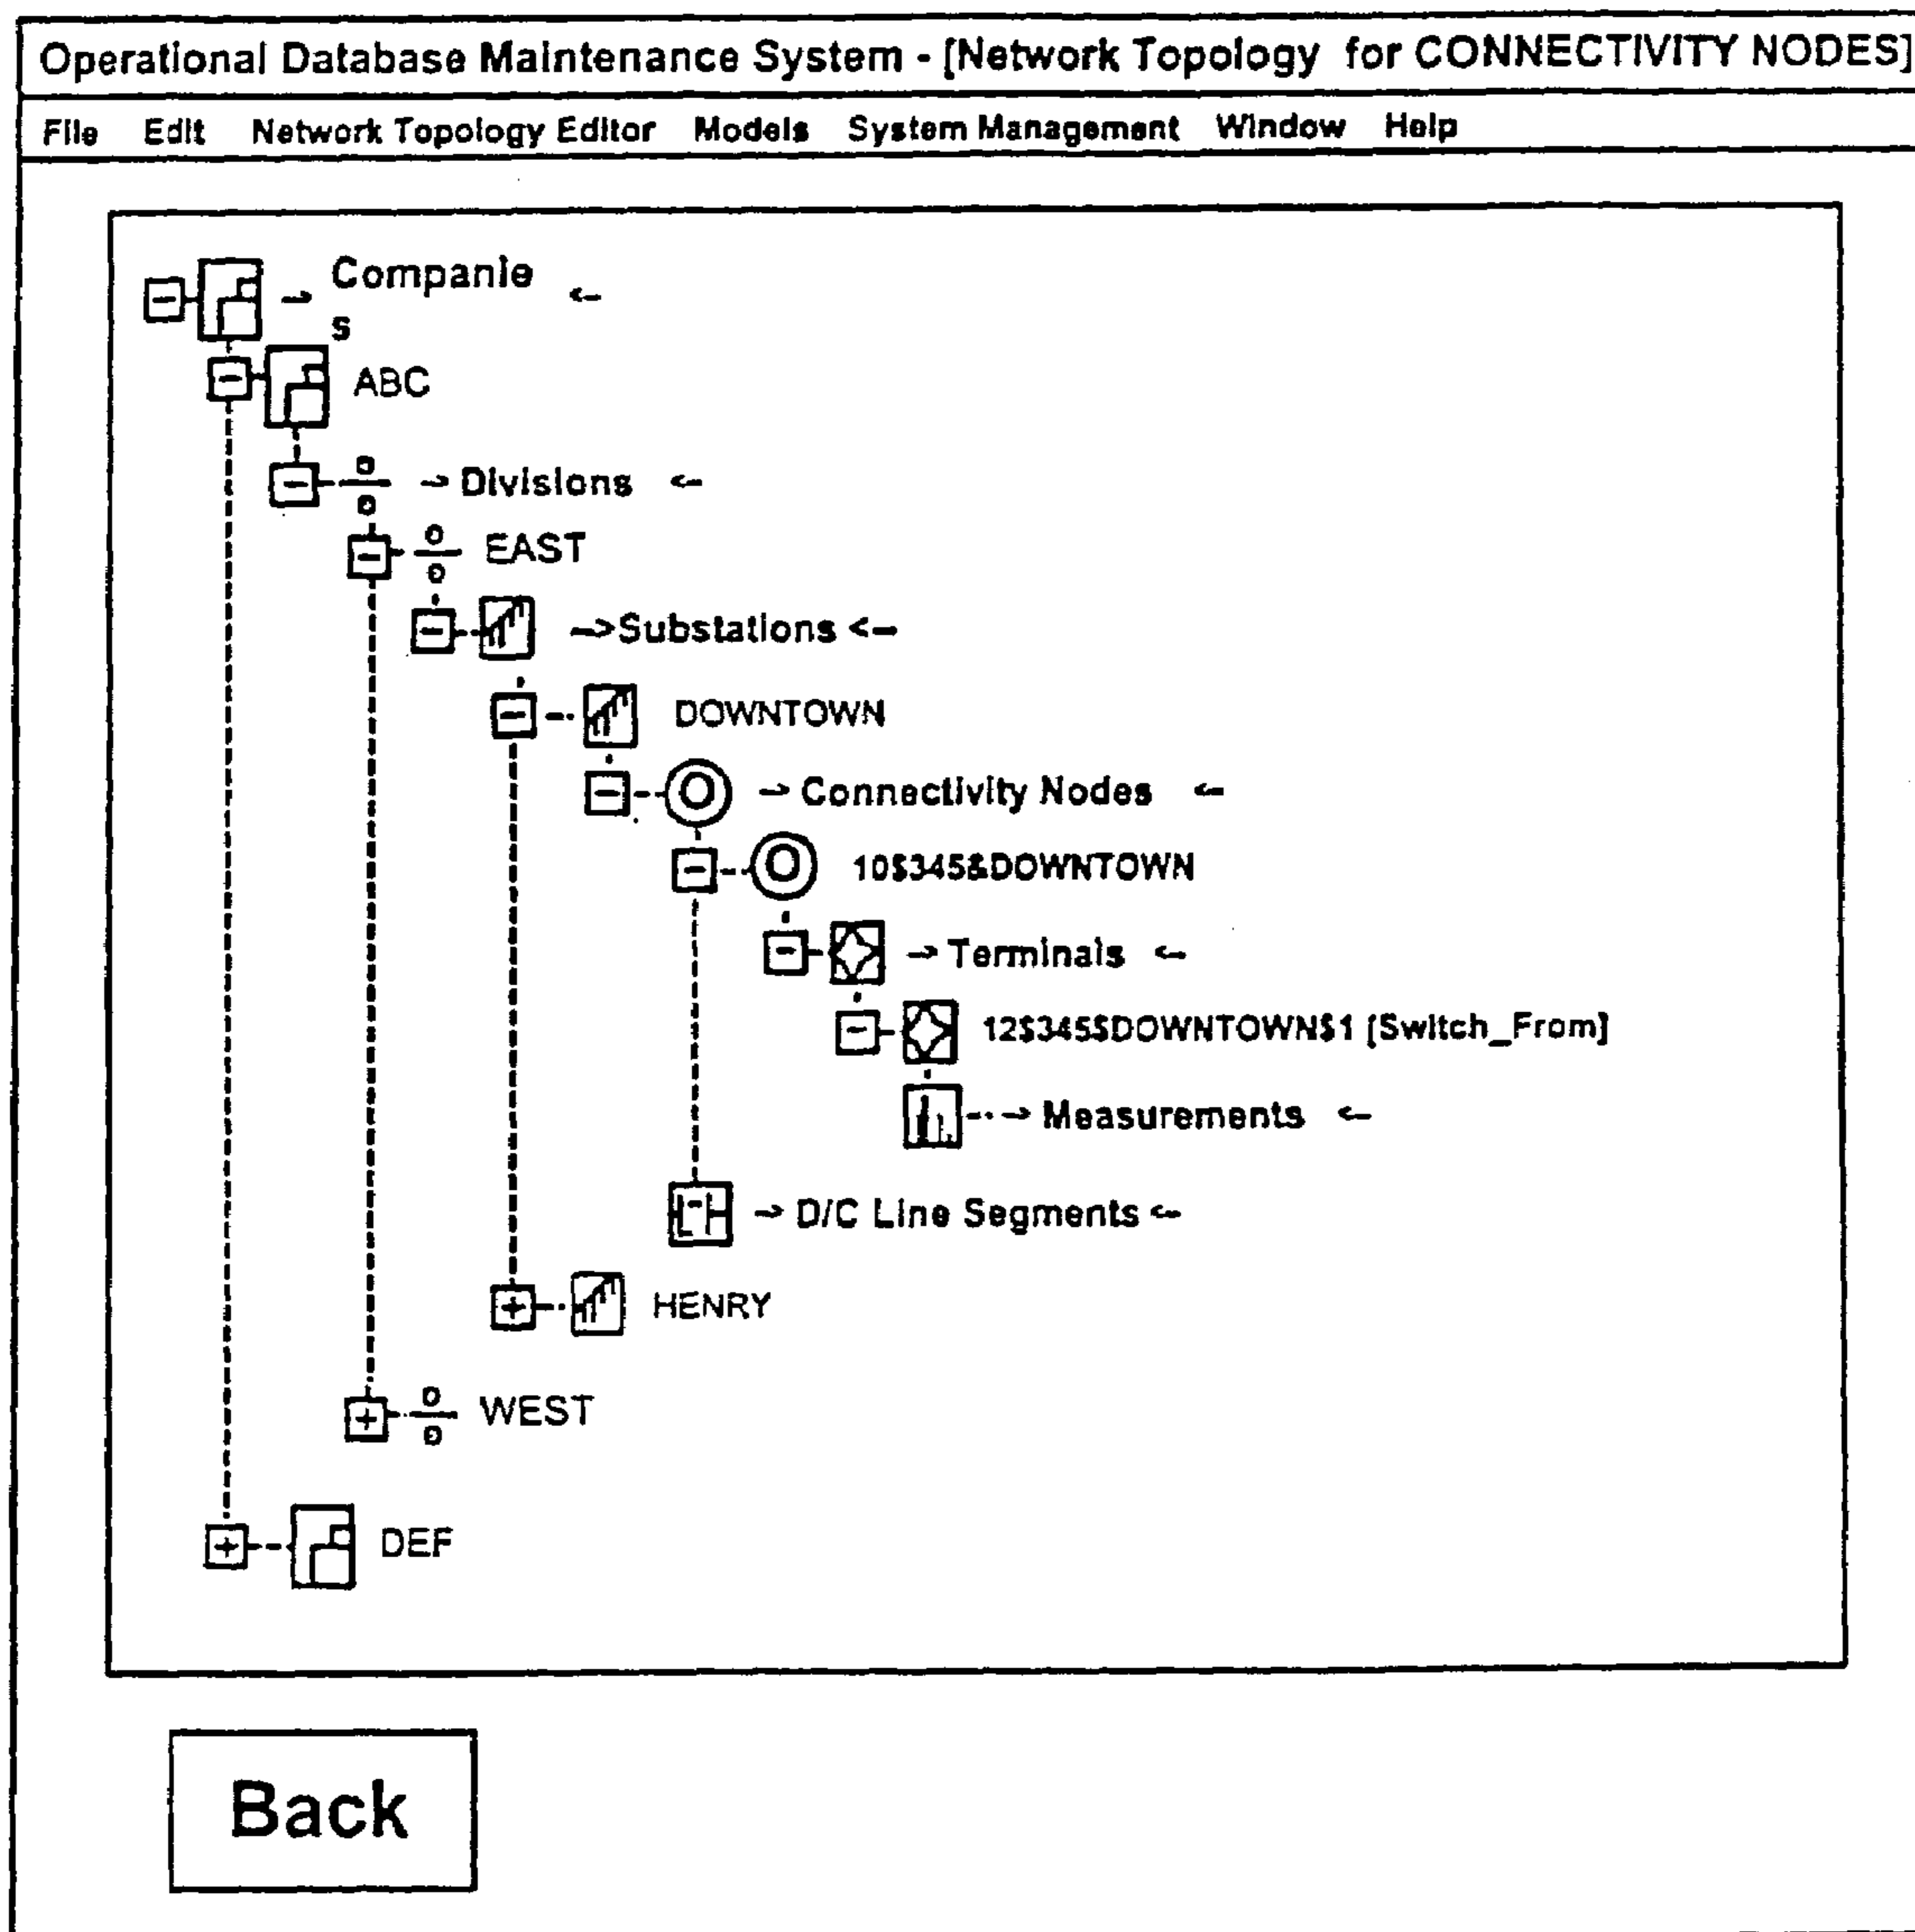 Operational Database Maintenance System - [Network Topology for CONNECTIVITY NODES]
File Edit Network Topology Editor Models System Management Window Help
-> Companie <-
s
ABC
-> Divisions <-
EAST
-> Substations <-
DOWNTOWN
-> Connectivity Nodes <-
10$345&DOWNTOWN
-> Terminals <-
12$345$DOWNTOWN$1 [Switch_From]
-> Measurements <-
-> D/C Line Segments <-
HENRY
WEST
DEF
Back